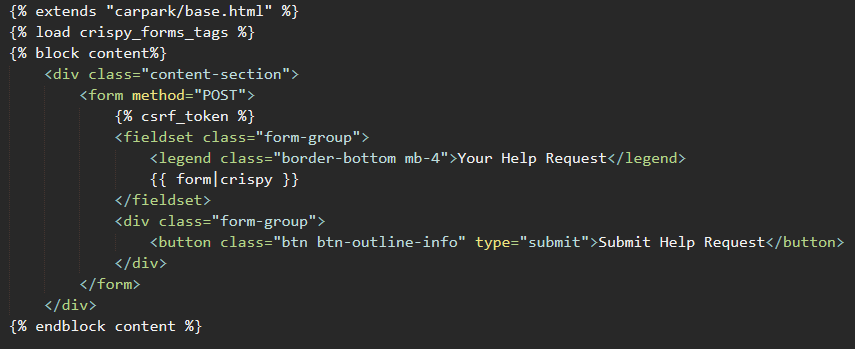 {% extends "carpark/base.html" %}
{% load crispy_forms_tags %}
{% block content%}
    <div class="content-section">
        <form method="POST">
            {% csrf_token %}
            <fieldset class="form-group">
                <legend class="border-bottom mb-4">Your Help Request</legend>
                {{ form|crispy }}
            </fieldset>
            <div class="form-group">
                <button class="btn btn-outline-info" type="submit">Submit Help Request</button>
            </div>
        </form>
    </div>
{% endblock content %}